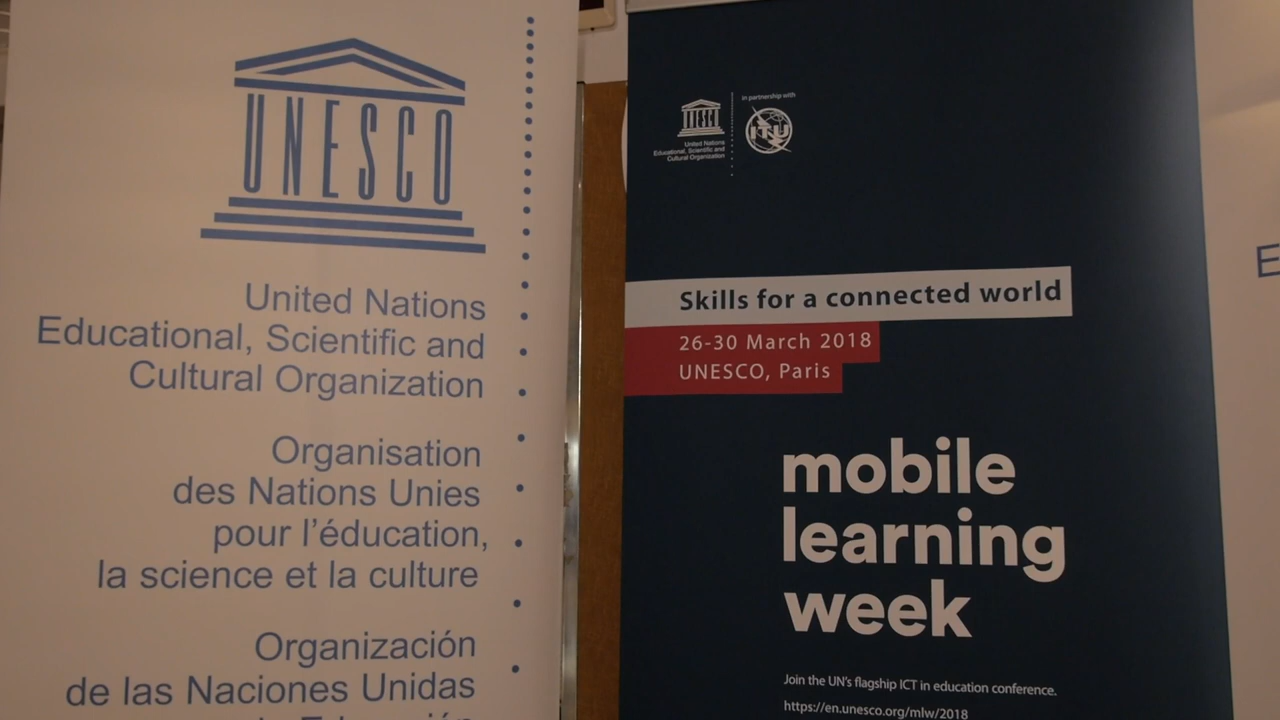 UNESCO
United Nations
Educational, Scientific and
Cultural Organization
Organisation
des Nations Unies
pour l'éducation,
la science et la culture
Organización
de las Naciones Unidas
in partnership with
UNESCO
ITU
United Nations
Educational, Scientific and
Cultural Organization
Skills for a connected world
26-30 March 2018
UNESCO, Paris
mobile
learning
week
Join the UN's flagship ICT in education conference.
https://en.unesco.org/mlw/2018
E